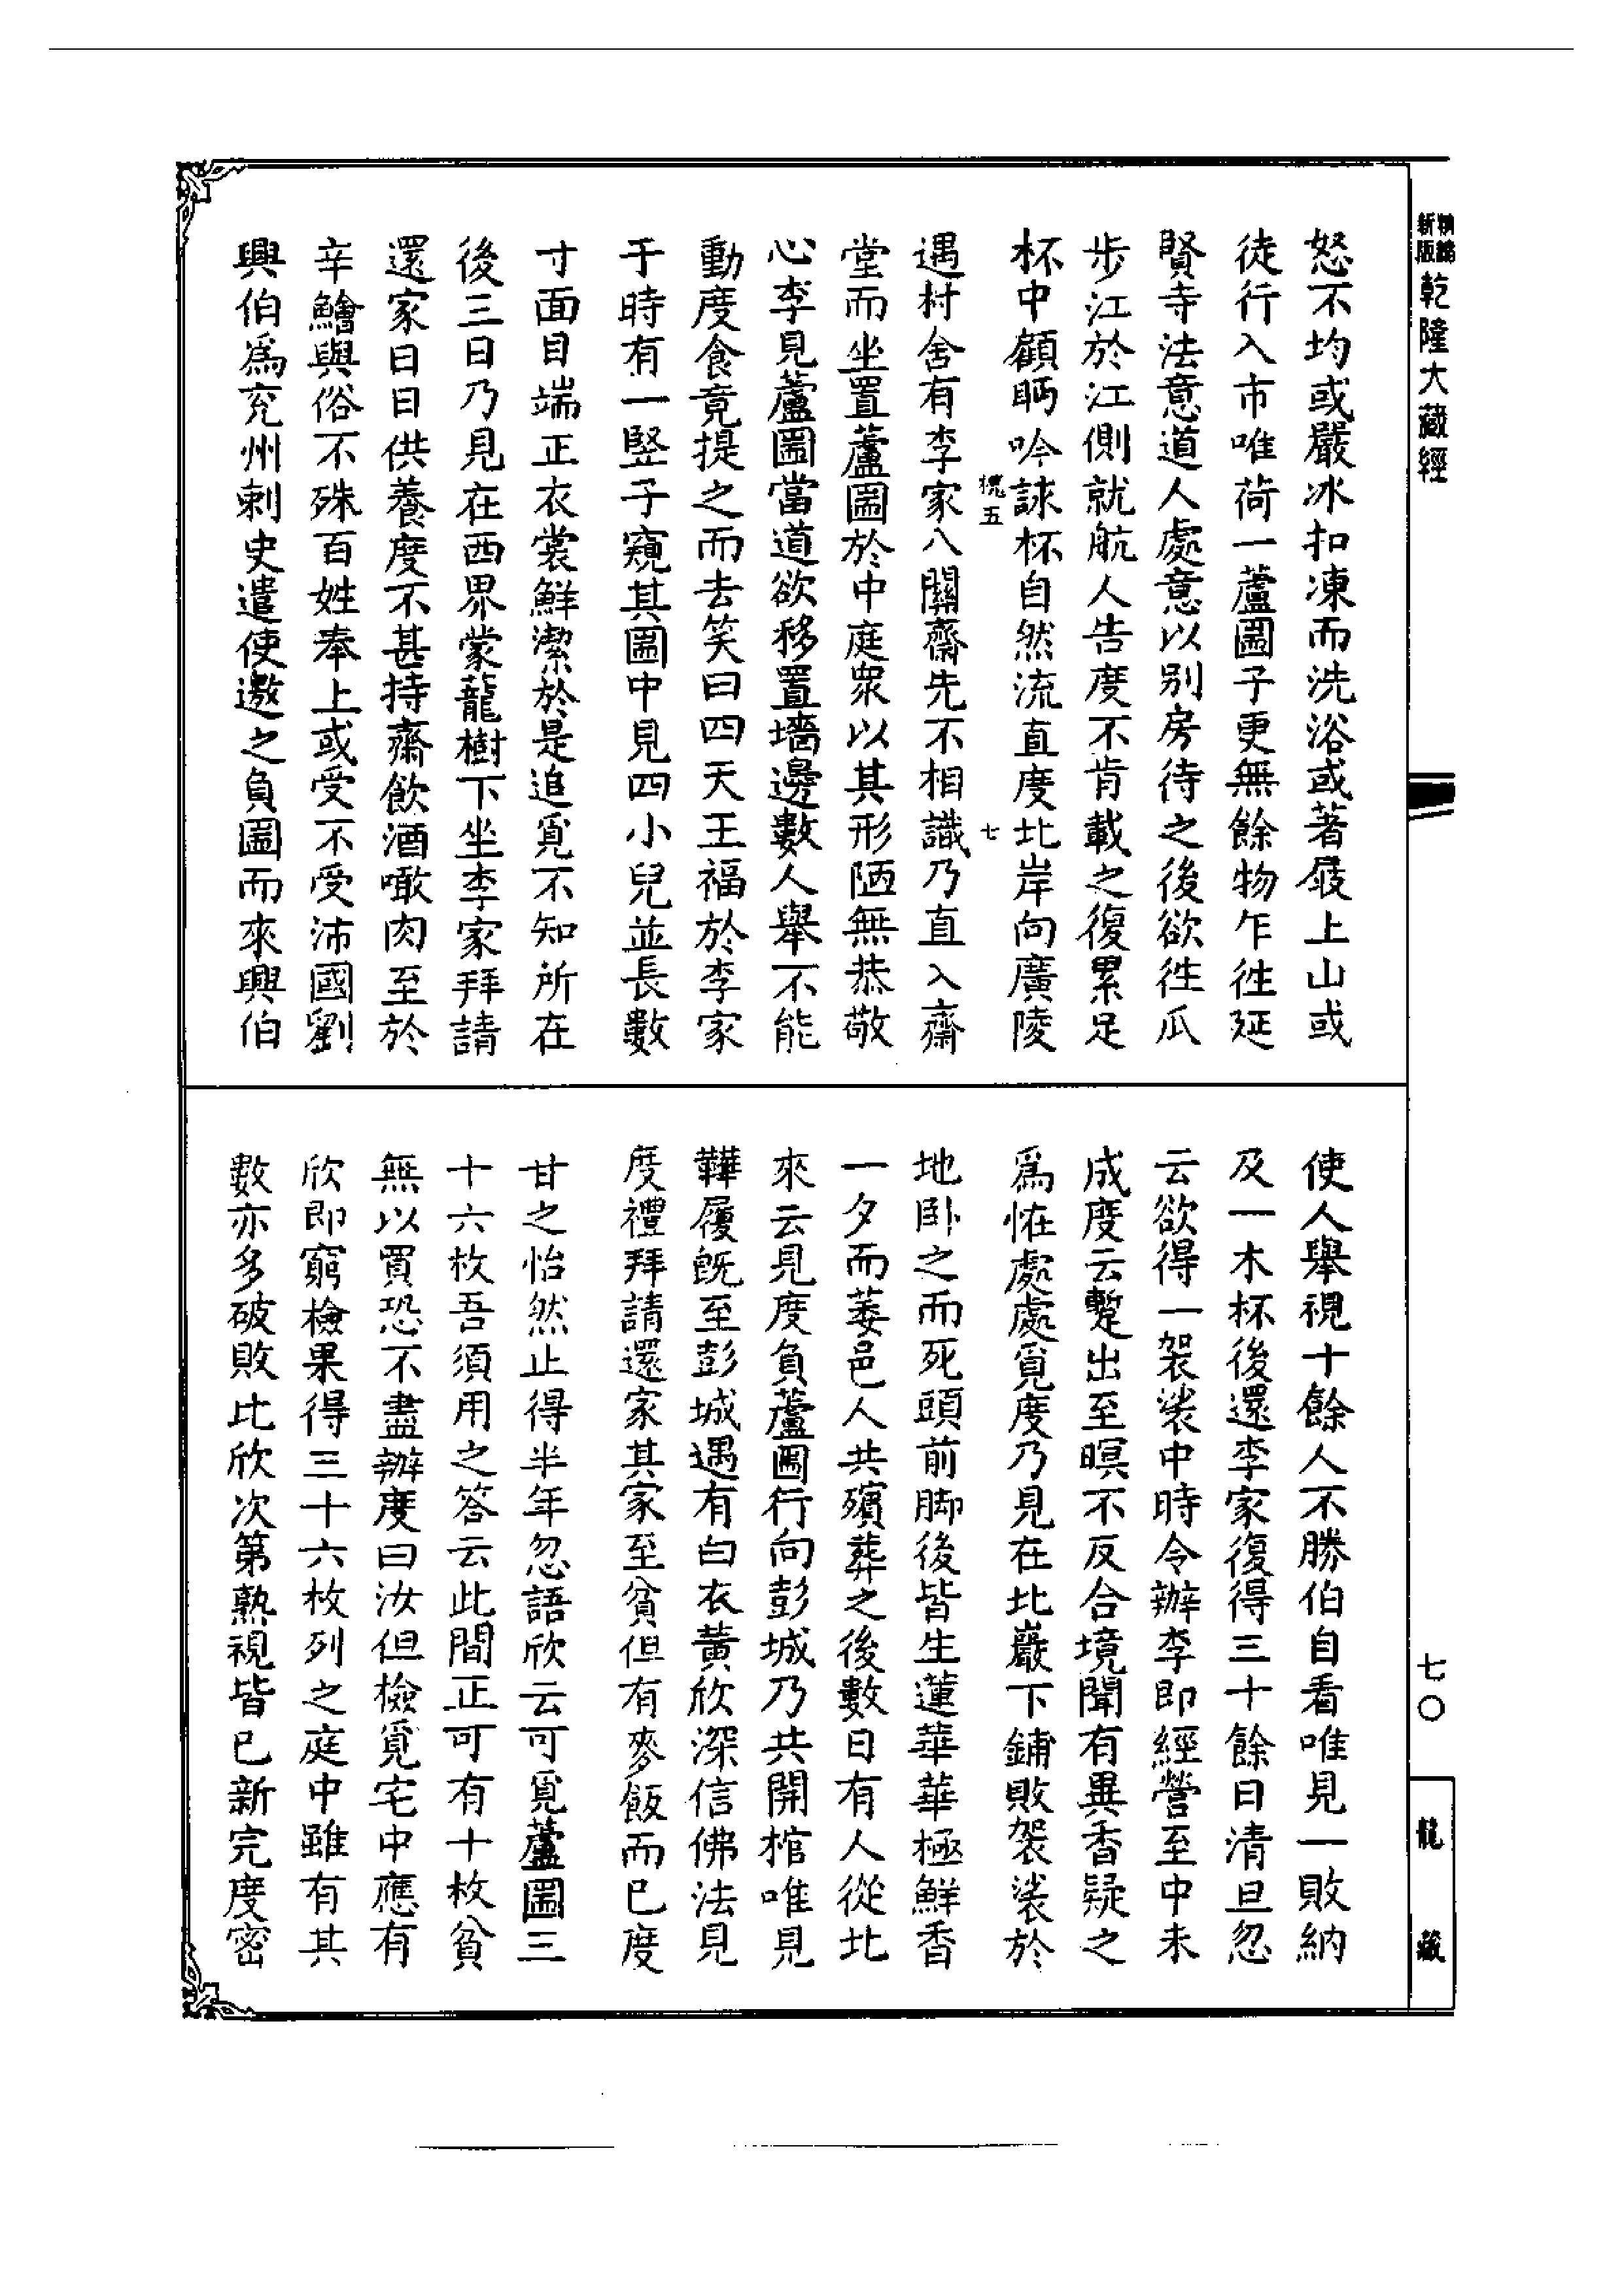 新版精縮乾隆大藏經
七〇
龍藏
怒不均或嚴冰扣凍而洗浴或著屐上山或
徒行入市唯荷一蘆圌子更無餘物乍徃延
賢寺法意道人處意以别房待之後欲徃瓜
步江於江側就航人告度不肯載之復累足
杯中顧眄吟詠杯自然流直度北岸向廣陵
槐五 七
遇村舍有李家八關齋先不相識乃直入齋
堂而坐置蘆圌於中庭衆以其形陋無恭敬
心李見蘆圌當道欲移置墻邊數人舉不能
動度食竟提之而去笑曰四天王福於李家
于時有一竪子窺其圌中見四小兒並長數
寸面目端正衣裳鮮潔於是追覓不知所在
後三日乃見在西界蒙蘢樹下坐李家拜請
還家日日供養度不甚持齋飲酒噉肉至於
辛鱠與俗不殊百姓奉上或受不受沛國劉
興伯爲兖州刺史遣使邀之負圌而來興伯
使人舉視十餘人不勝伯自看唯見一敗納
及一木杯後還李家復得三十餘日清旦忽
云欲得一袈裟中時令辦李即經營至中未
成度云蹔出至暝不反合境聞有異香疑之
爲恠處處覓度乃見在比巖下鋪敗袈裟於
地卧之而死頭前脚後皆生蓮華華極鮮香
一夕而萎邑人共殯葬之後數日有人從北
來云見度負蘆圌行向彭城乃共開棺唯見
鞾履旣至彭城遇有白衣黄欣深信佛法見
度禮拜請還家其家至貧但有麥飯而已度
甘之怡然止得半年忽語欣云可覓蘆圌三
十六枚吾須用之答云此間正可有十枚貧
無以買恐不盡辦度曰汝但檢覓宅中應有
欣即窮檢果得三十六枚列之庭中雖有其
數亦多破敗比欣次第熟視皆已新完度密